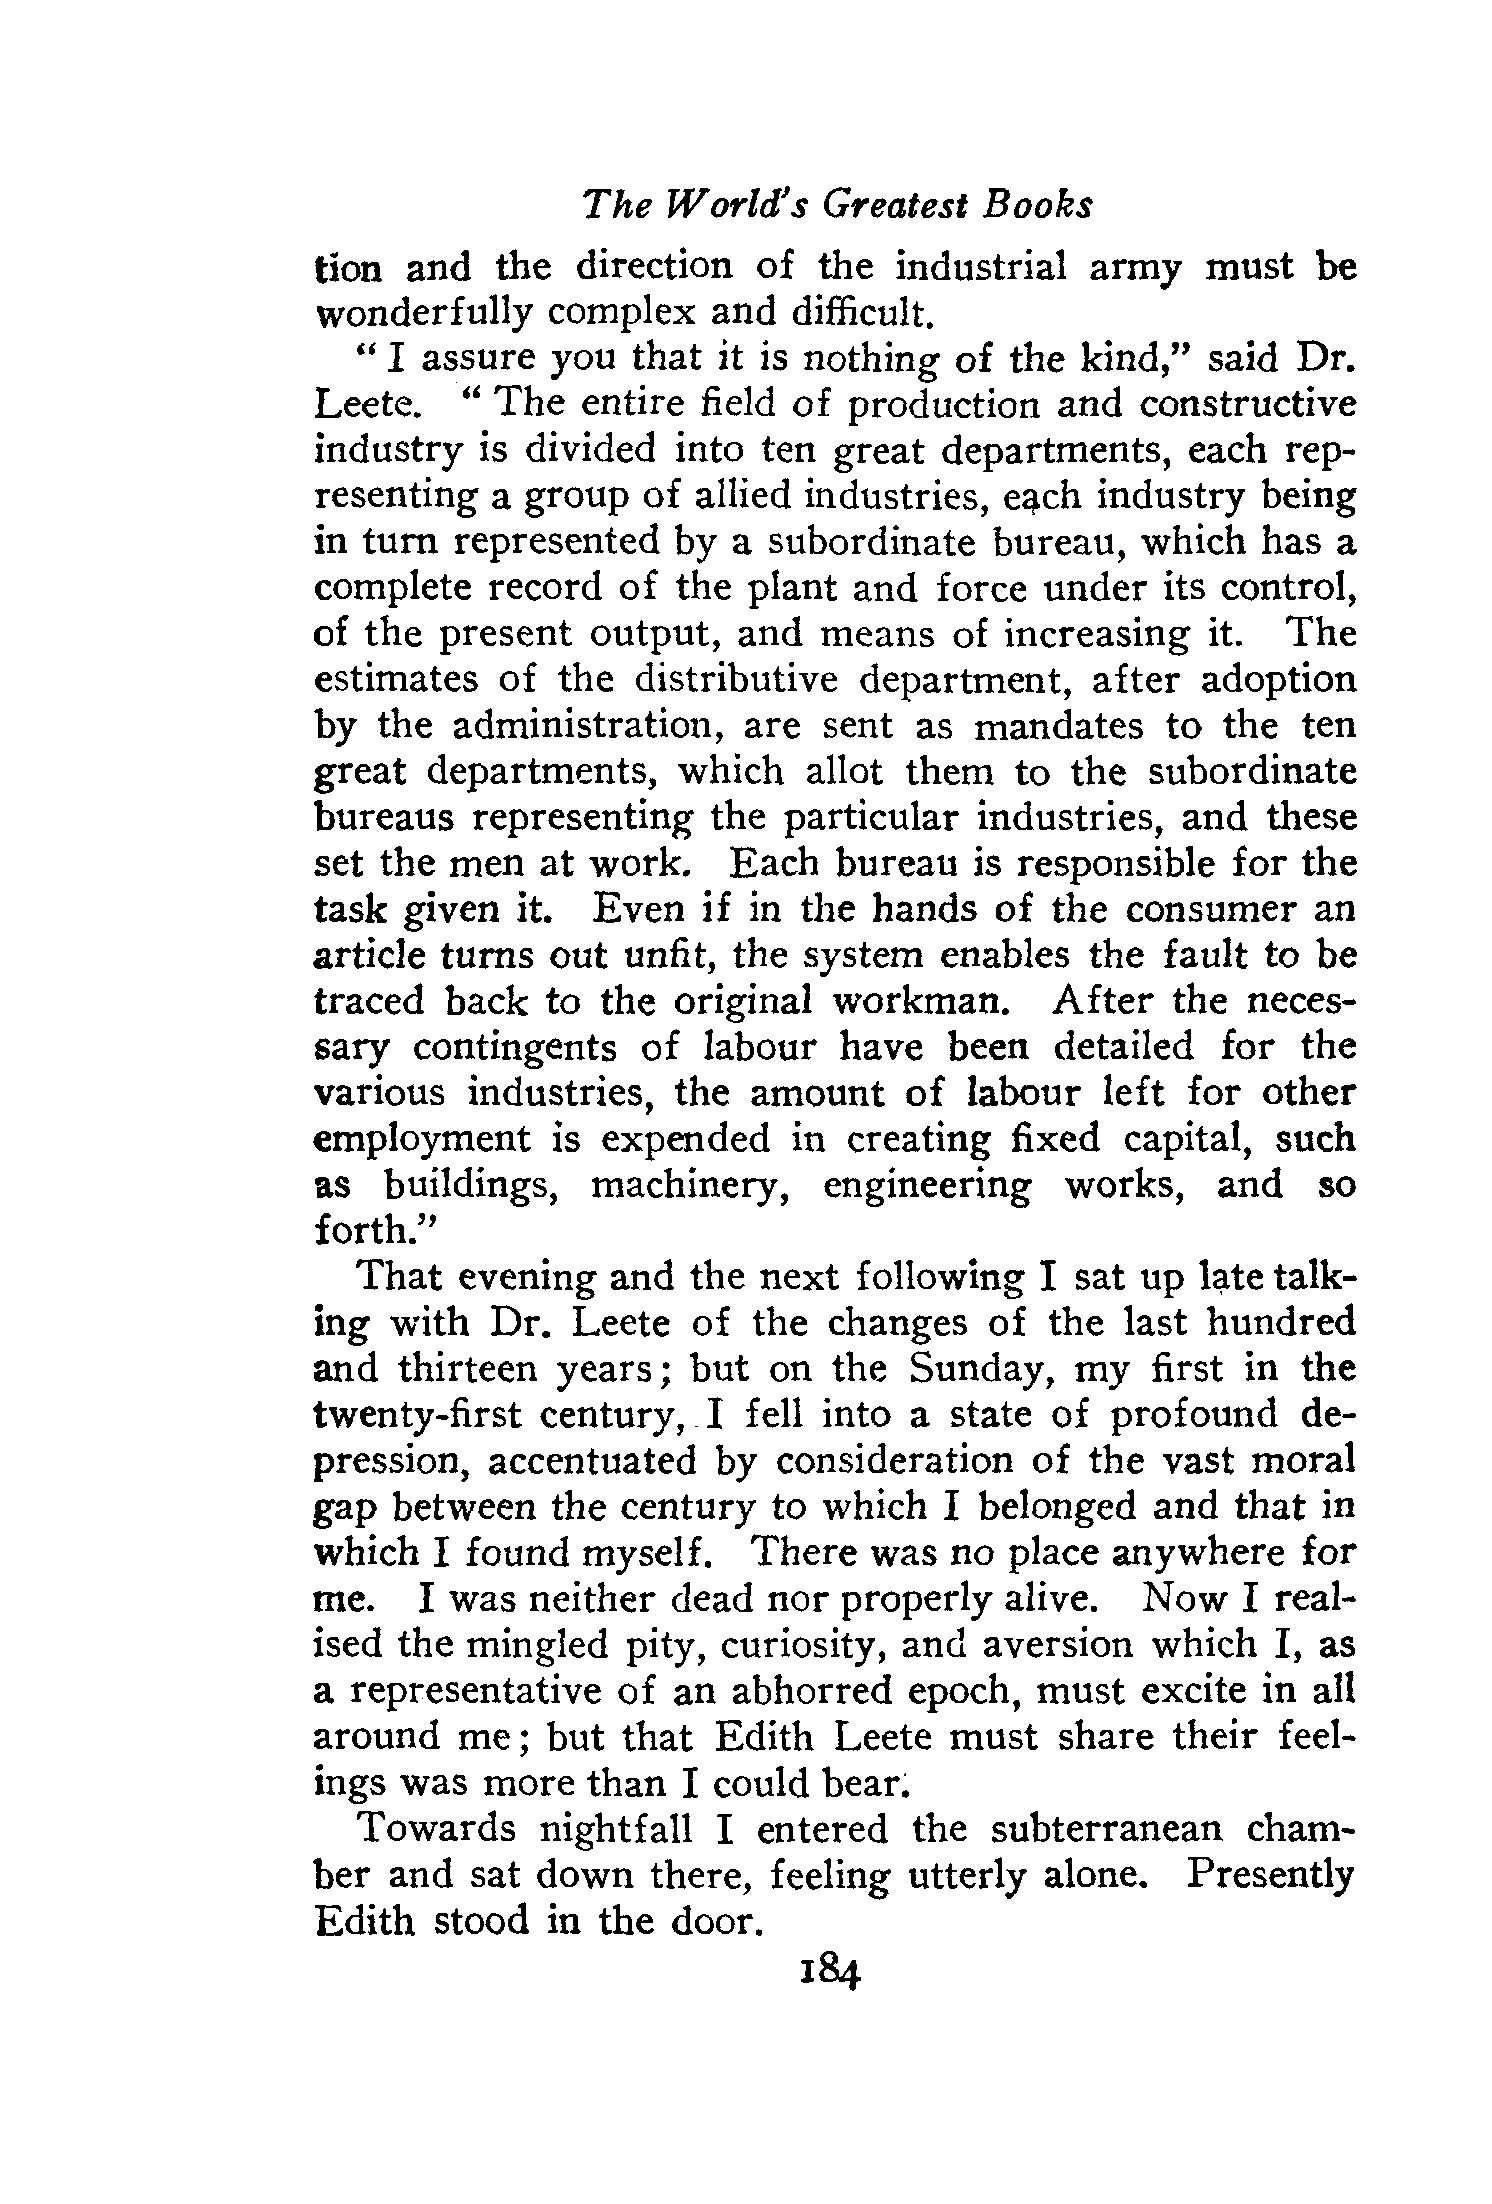 The World's Greatest Books
tion and the direction of the industrial army must be
wonderfully complex and difficult.
" I assure you that it is nothing of the kind," said Dr.
Leete. " The entire field of production and constructive
industry is divided into ten great departments, each rep-
resenting a group of allied industries, each industry being
in turn represented by a subordinate bureau, which has a
complete record of the plant and force under its control,
of the present output, and means of increasing it. The
estimates of the distributive department, after adoption
by the administration, are sent as mandates to the ten
great departments, which allot them to the subordinate
bureaus representing the particular industries, and these
set the men at work. Each bureau is responsible for the
task given it. Even if in the hands of the consumer an
article turns out unfit, the system enables the fault to be
traced back to the original workman. After the neces-
sary contingents of labour have been detailed for the
various industries, the amount of labour left for other
employment is expended in creating fixed capital, such
as buildings, machinery, engineering works, and so
forth."
That evening and the next following I sat up late talk-
ing with Dr. Leete of the changes of the last hundred
and thirteen years; but on the Sunday, my first in the
twenty-first century, I fell into a state of profound de-
pression, accentuated by consideration of the vast moral
gap between the century to which I belonged and that in
which I found myself. There was no place anywhere for
me. I was neither dead nor properly alive. Now I real-
ised the mingled pity, curiosity, and aversion which I, as
a representative of an abhorred epoch, must excite in all
around me; but that Edith Leete must share their feel-
ings was more than I could bear.
Towards nightfall I entered the subterranean cham-
ber and sat down there, feeling utterly alone. Presently
Edith stood in the door.
184